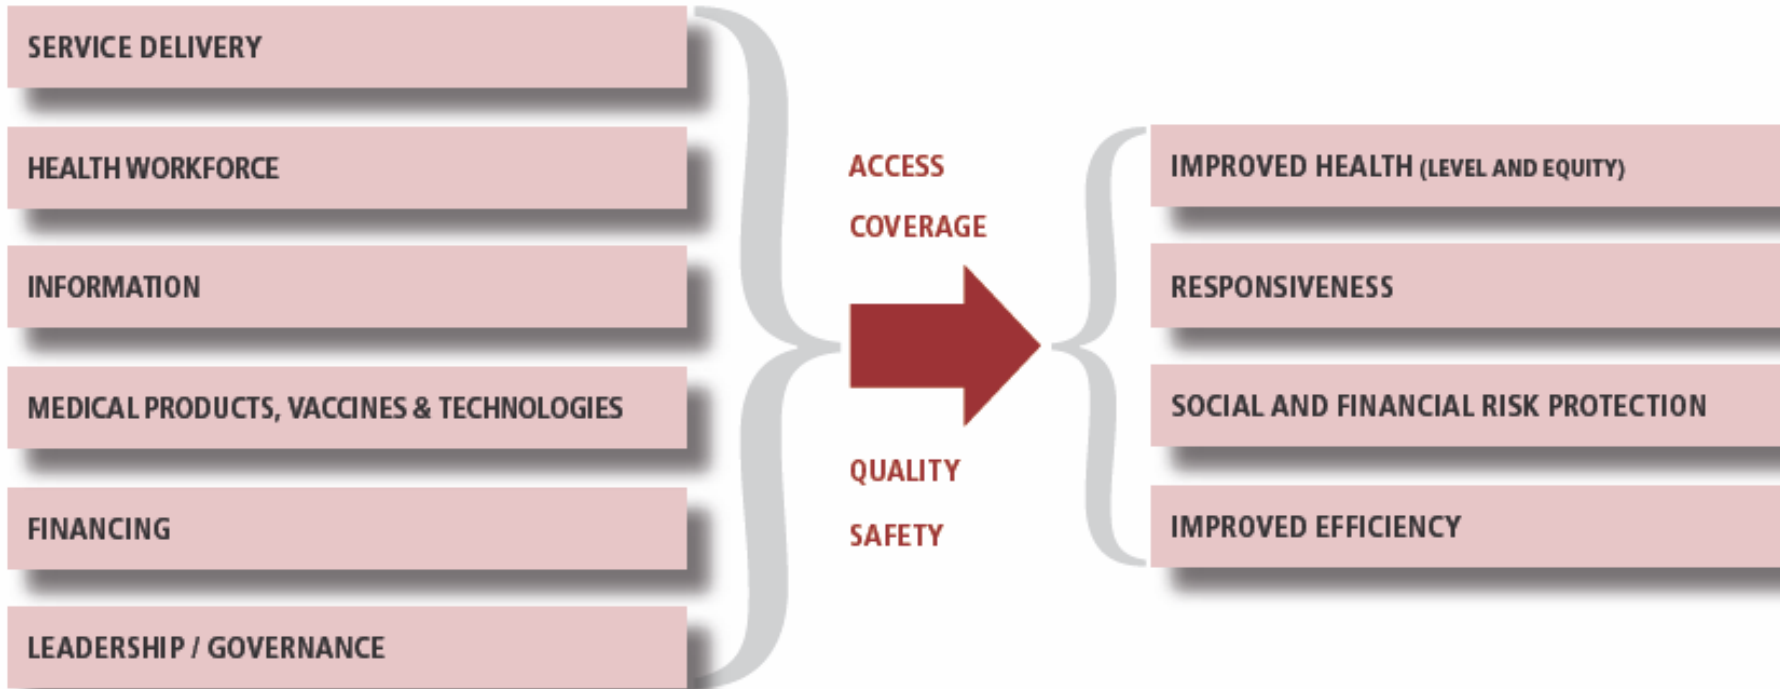 SERVICE DELIVERY
HEALTH WORKFORCE
INFORMATION
MEDICAL PRODUCTS, VACCINES & TECHNOLOGIES
FINANCING
LEADERSHIP / GOVERNANCE
ACCESS
COVERAGE
QUALITY
SAFETY
IMPROVED HEALTH (LEVEL AND EQUITY)
RESPONSIVENESS
SOCIAL AND FINANCIAL RISK PROTECTION
IMPROVED EFFICIENCY